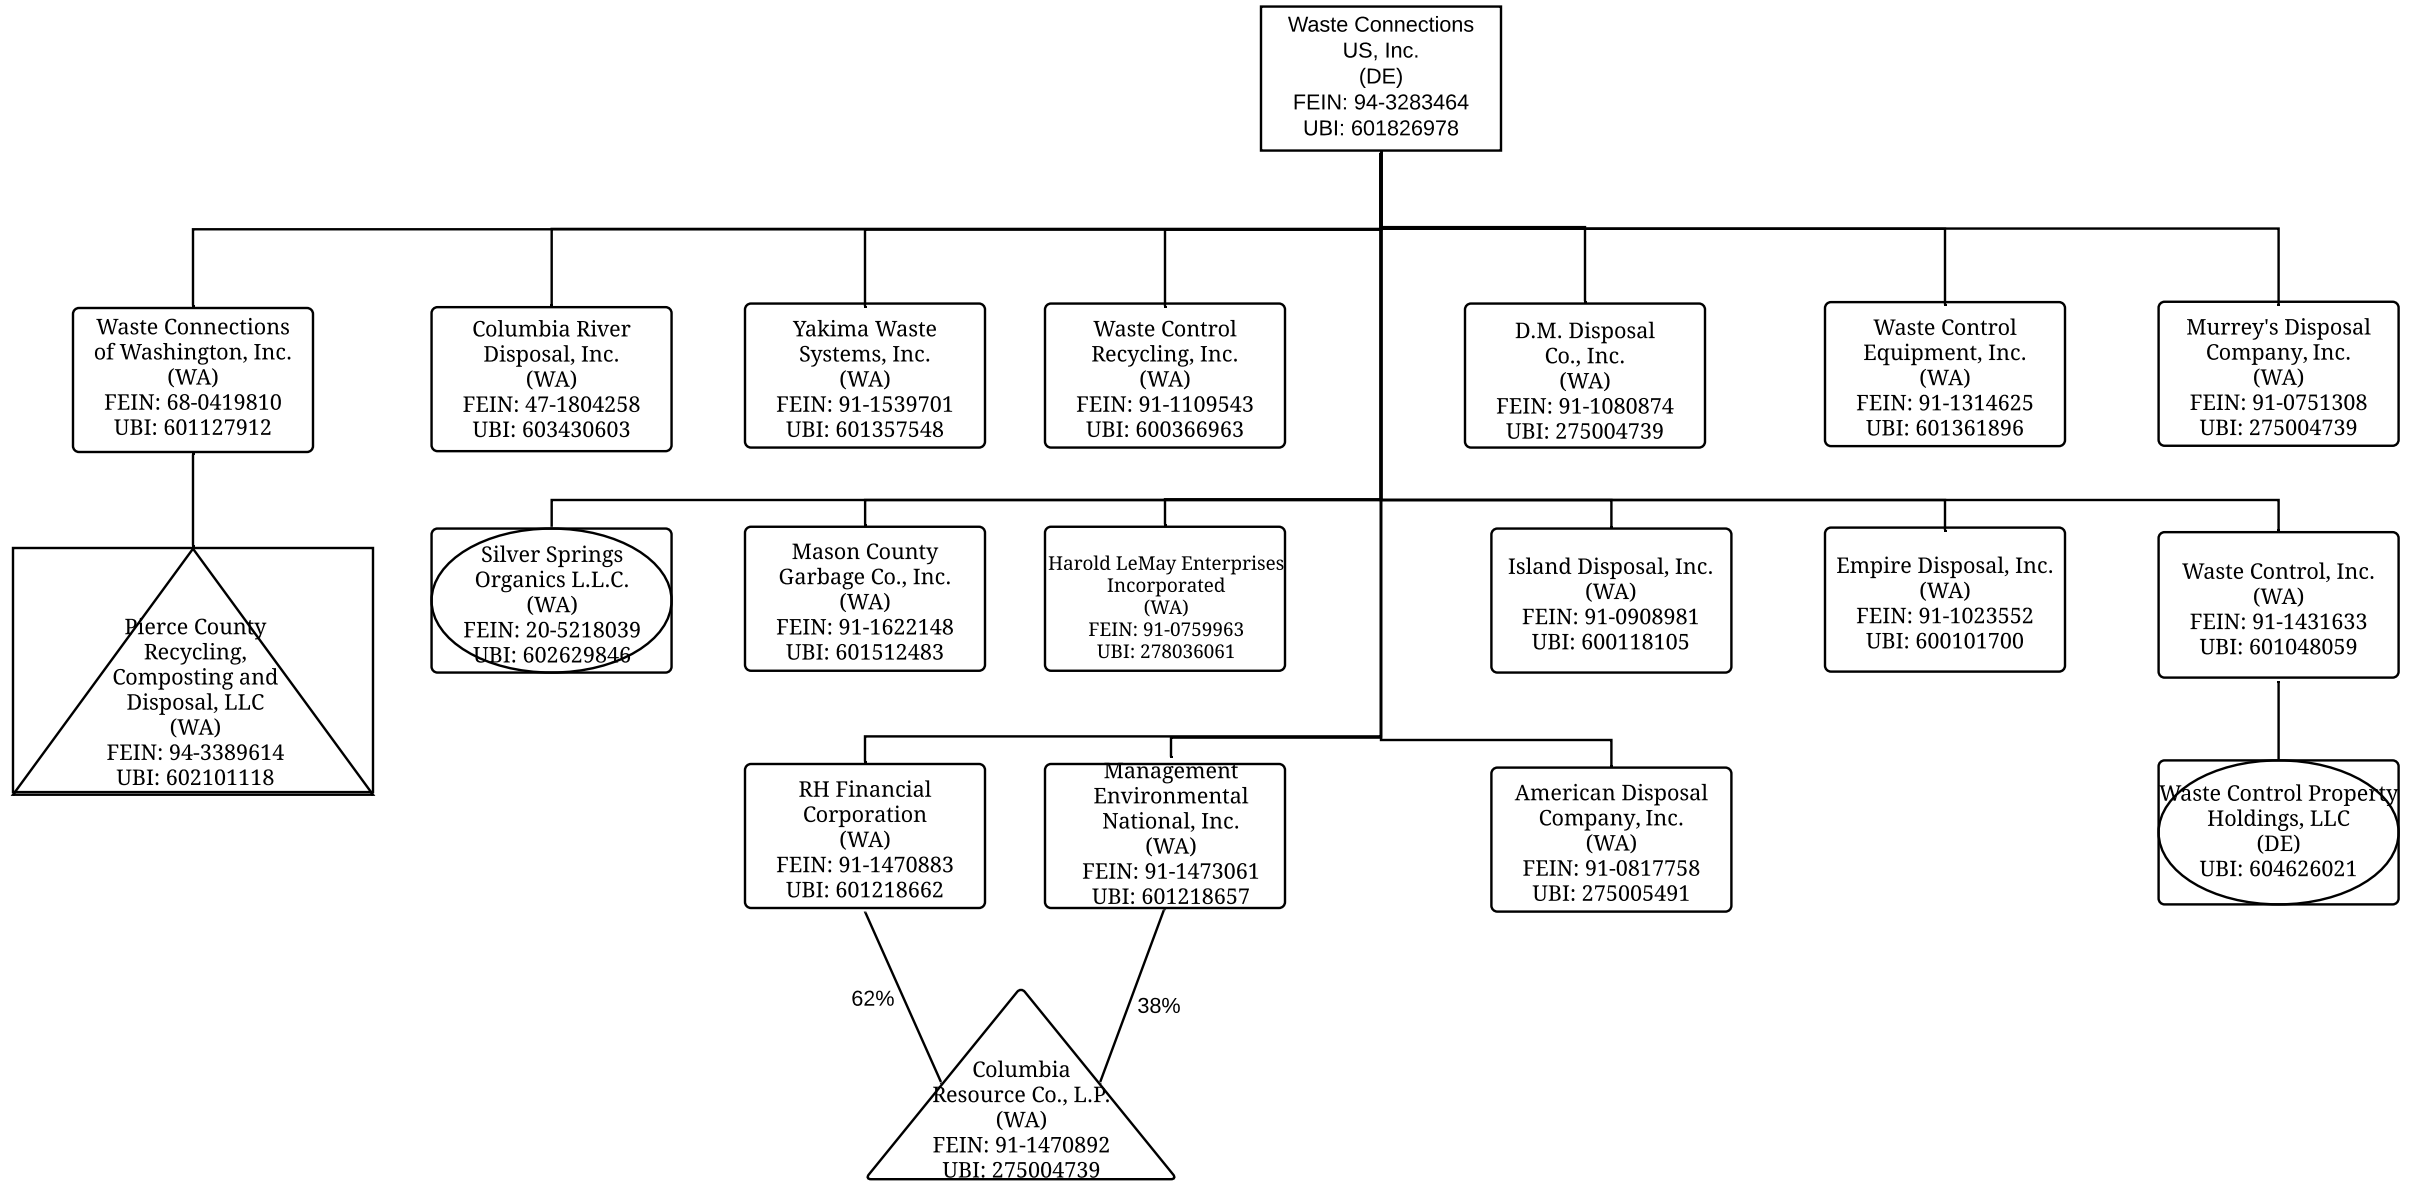 Waste Connections
US, Inc.
(DE)
FEIN: 94-3283464
UBI: 601826978
Waste Connections
of Washington, Inc.
(WA)
FEIN: 68-0419810
UBI: 601127912
Columbia River
Disposal, Inc.
(WA)
FEIN: 47-1804258
UBI: 603430603
Yakima Waste
Systems, Inc.
(WA)
FEIN: 91-1539701
UBI: 601357548
Waste Control
Recycling, Inc.
(WA)
FEIN: 91-1109543
UBI: 600366963
D.M. Disposal
Co., Inc.
(WA)
FEIN: 91-1080874
UBI: 275004739
Waste Control
Equipment, Inc.
(WA)
FEIN: 91-1314625
UBI: 601361896
Murrey's Disposal
Company, Inc.
(WA)
FEIN: 91-0751308
UBI: 275004739
Pierce County
Recycling,
Composting and
Disposal, LLC
(WA)
FEIN: 94-3389614
UBI: 602101118
Silver Springs
Organics L.L.C.
(WA)
FEIN: 20-5218039
UBI: 602629846
Mason County
Garbage Co., Inc.
(WA)
FEIN: 91-1622148
UBI: 601512483
Harold LeMay Enterprises
Incorporated
(WA)
FEIN: 91-0759963
UBI: 278036061
Island Disposal, Inc.
(WA)
FEIN: 91-0908981
UBI: 600118105
Empire Disposal, Inc.
(WA)
FEIN: 91-1023552
UBI: 600101700
Waste Control, Inc.
(WA)
FEIN: 91-1431633
UBI: 601048059
RH Financial
Corporation
(WA)
FEIN: 91-1470883
UBI: 601218662
Management
Environmental
National, Inc.
(WA)
FEIN: 91-1473061
UBI: 601218657
American Disposal
Company, Inc.
(WA)
FEIN: 91-0817758
UBI: 275005491
Waste Control Property
Holdings, LLC
(DE)
UBI: 604626021
62%
38%
Columbia
Resource Co., L.P.
(WA)
FEIN: 91-1470892
UBI: 275004739